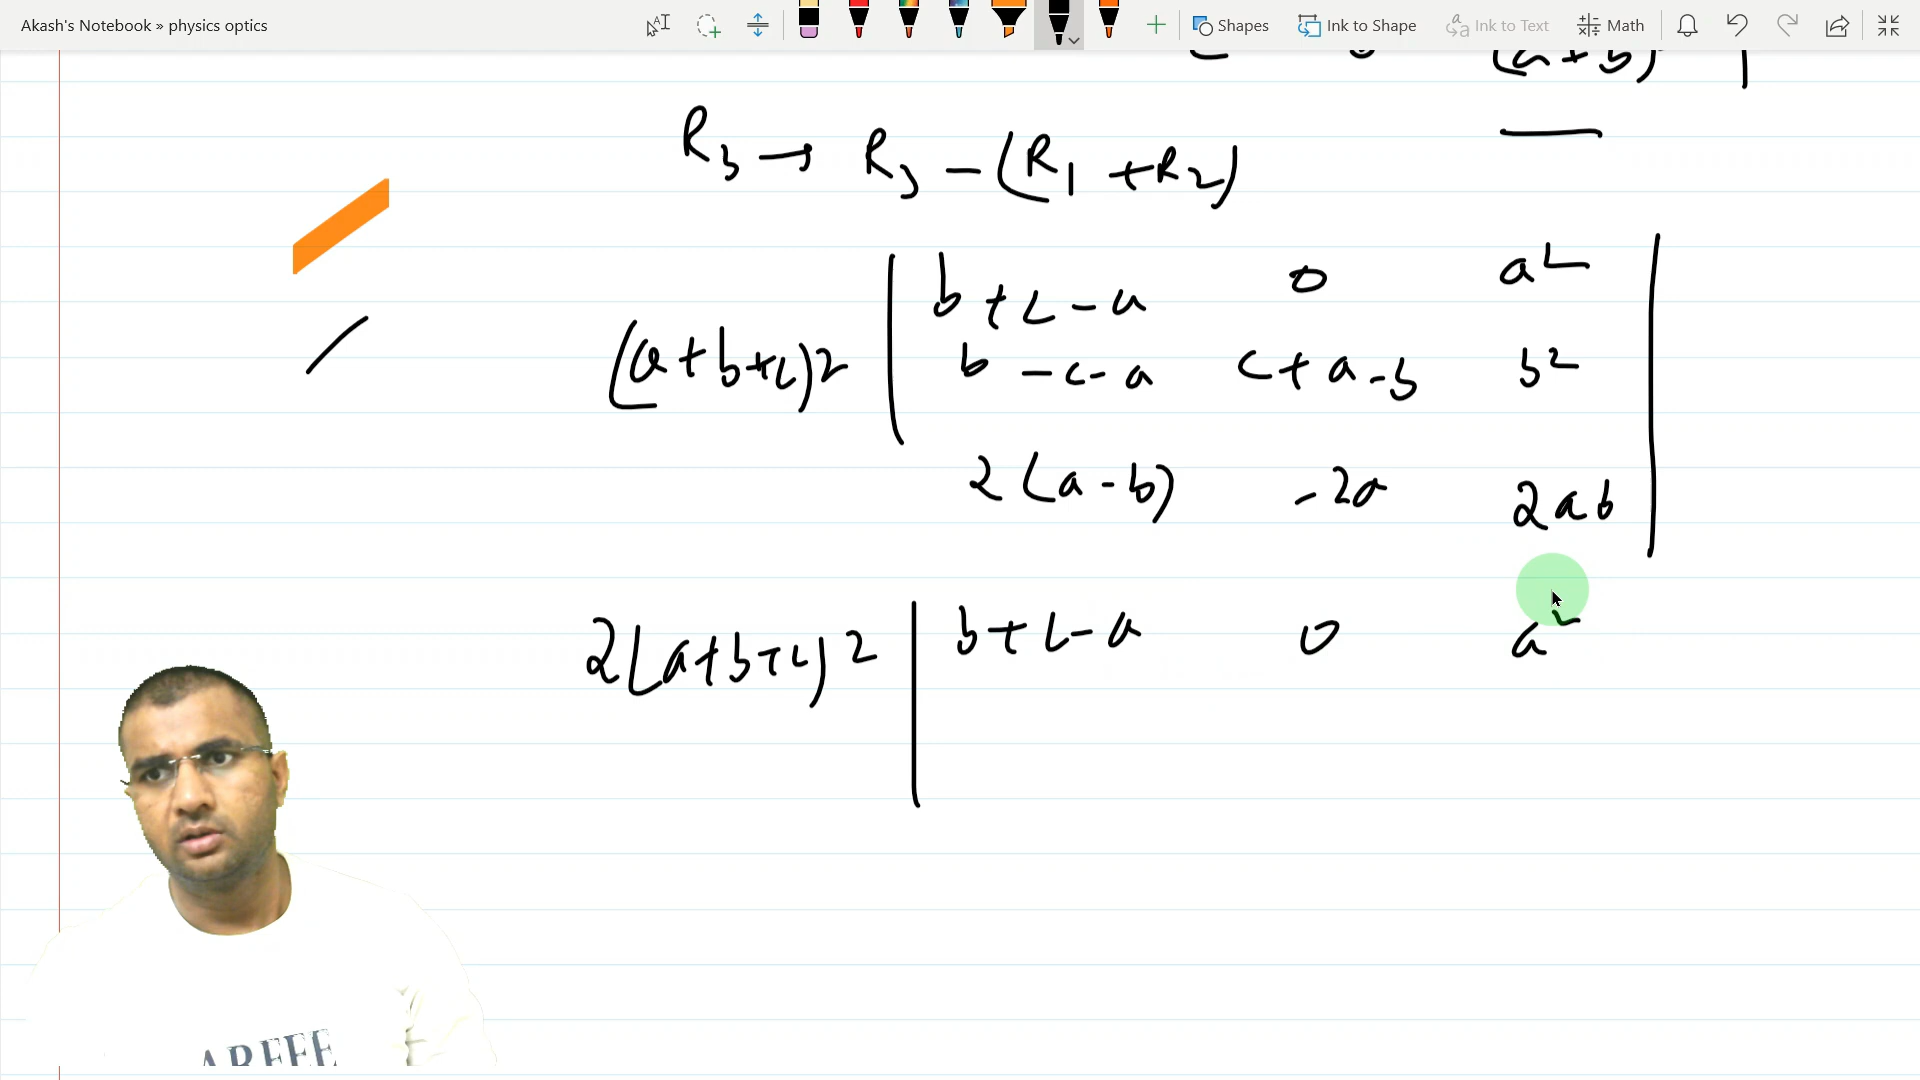 Akash's Notebook » physics optics
Shapes Ink to Shape Ink to Text Math
(a+b)²
R₃ → R₃ - (R₁ + R₂)
b + c - a 0 a²
(a+b+c)² b - c - a c + a - b b²
2(a-b) -2a 2ab
2(a+b+c)² b+c-a 0 a²